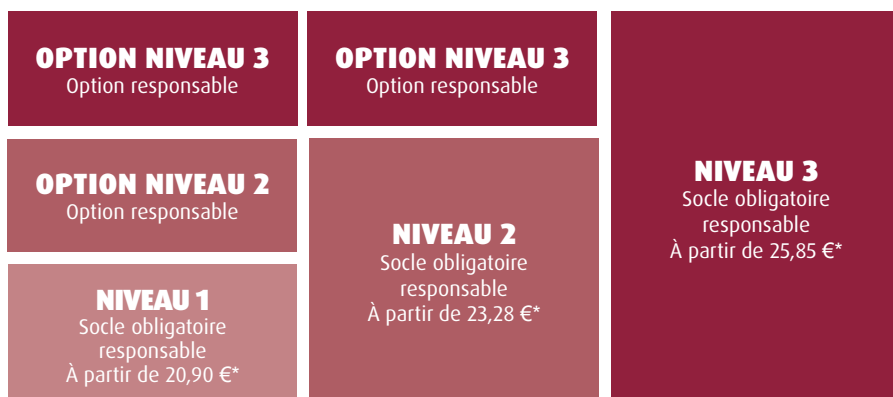 OPTION NIVEAU 3
Option responsable
OPTION NIVEAU 2
Option responsable
NIVEAU 1
Socle obligatoire
responsable
À partir de 20,90 €*
OPTION NIVEAU 3
Option responsable
NIVEAU 2
Socle obligatoire
responsable
À partir de 23,28 €*
NIVEAU 3
Socle obligatoire
responsable
À partir de 25,85 €*